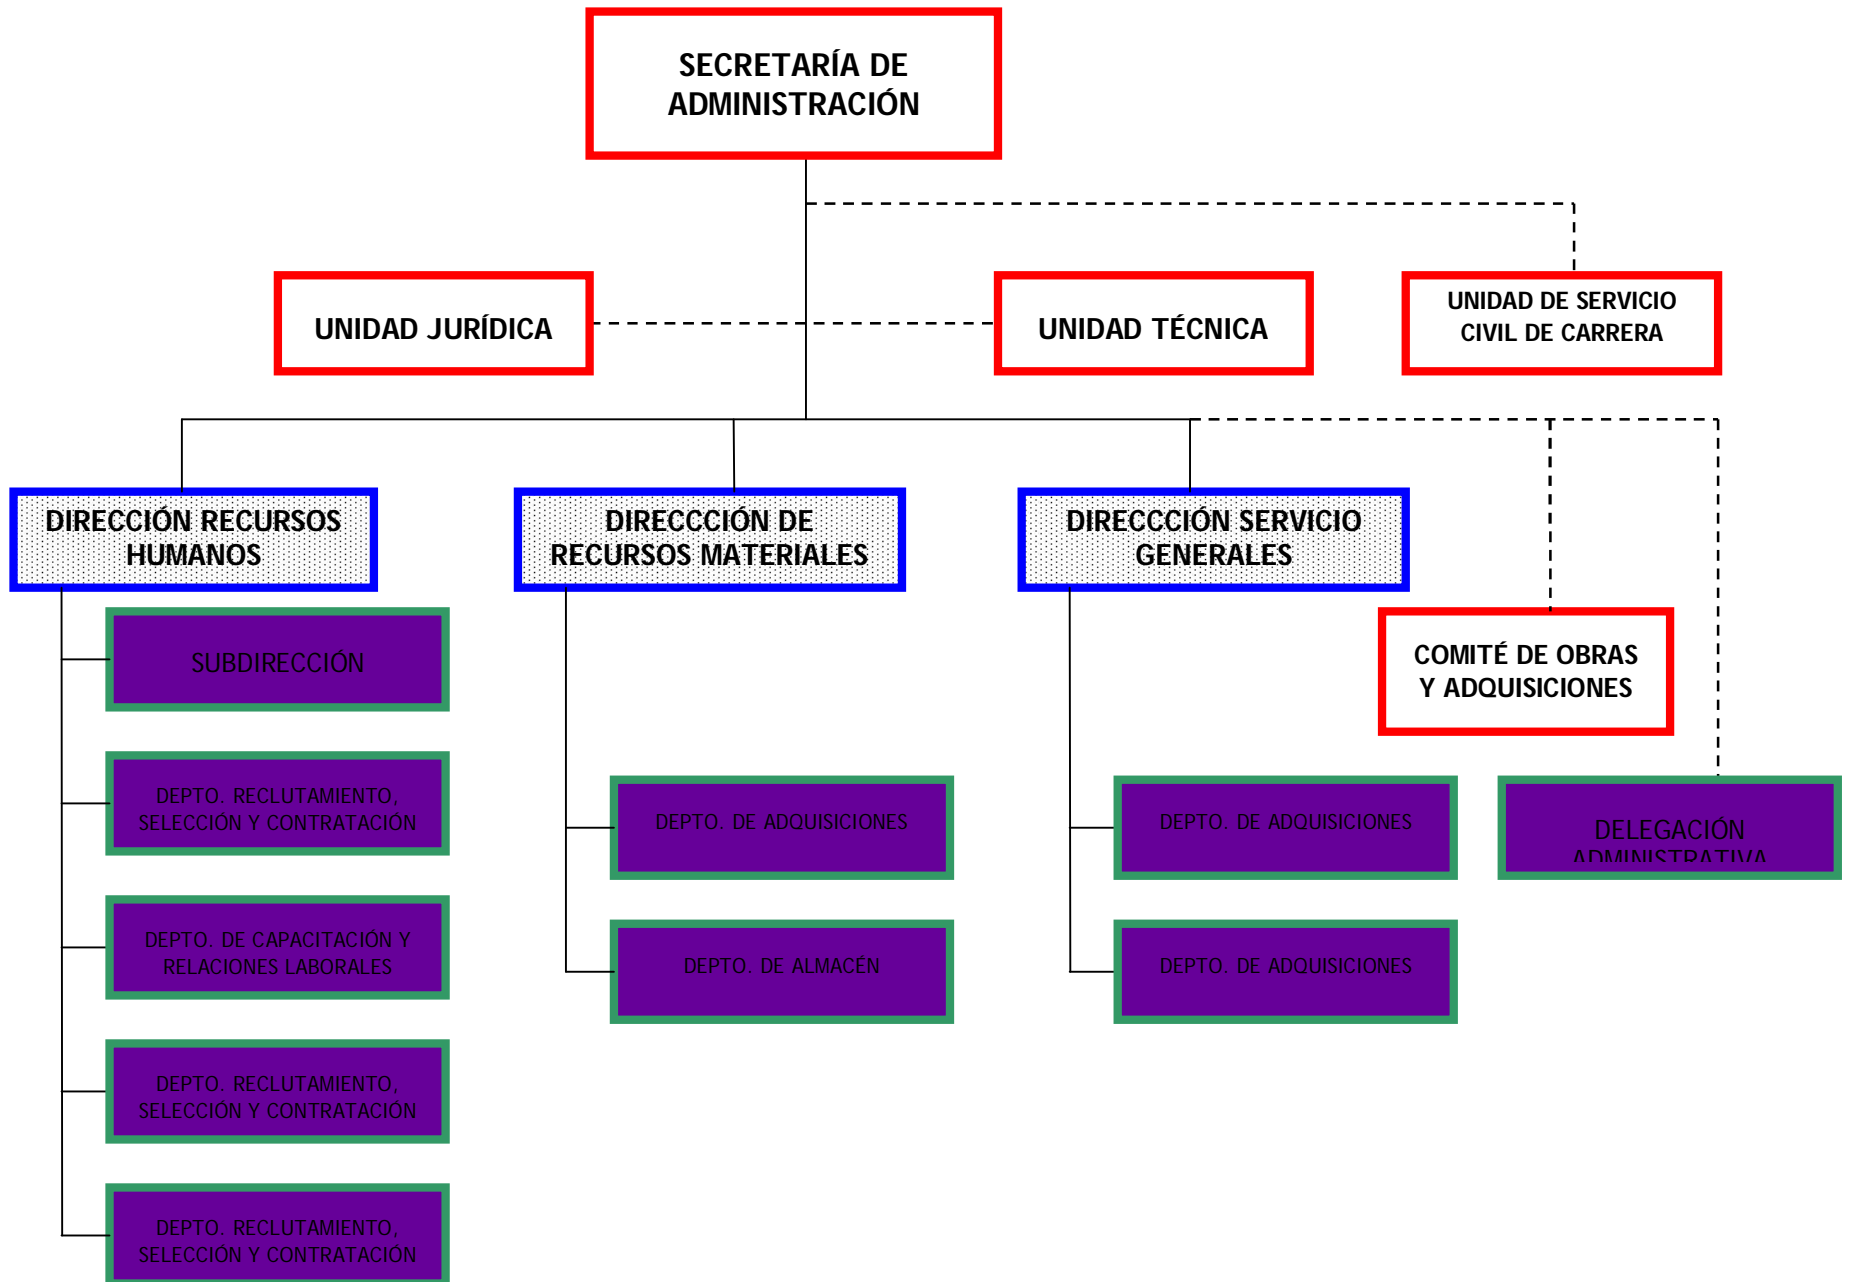 SECRETARÍA DE
ADMINISTRACIÓN
UNIDAD JURÍDICA
UNIDAD TÉCNICA
UNIDAD DE SERVICIO
CIVIL DE CARRERA
DIRECCIÓN RECURSOS
HUMANOS
DIRECCCIÓN DE
RECURSOS MATERIALES
DIRECCCIÓN SERVICIO
GENERALES
SUBDIRECCIÓN
COMITÉ DE OBRAS
Y ADQUISICIONES
DEPTO. RECLUTAMIENTO,
SELECCIÓN Y CONTRATACIÓN
DEPTO. DE ADQUISICIONES
DEPTO. DE ADQUISICIONES
DELEGACIÓN
ADMINISTRATIVA
DEPTO. DE CAPACITACIÓN Y
RELACIONES LABORALES
DEPTO. DE ALMACÉN
DEPTO. DE ADQUISICIONES
DEPTO. RECLUTAMIENTO,
SELECCIÓN Y CONTRATACIÓN
DEPTO. RECLUTAMIENTO,
SELECCIÓN Y CONTRATACIÓN